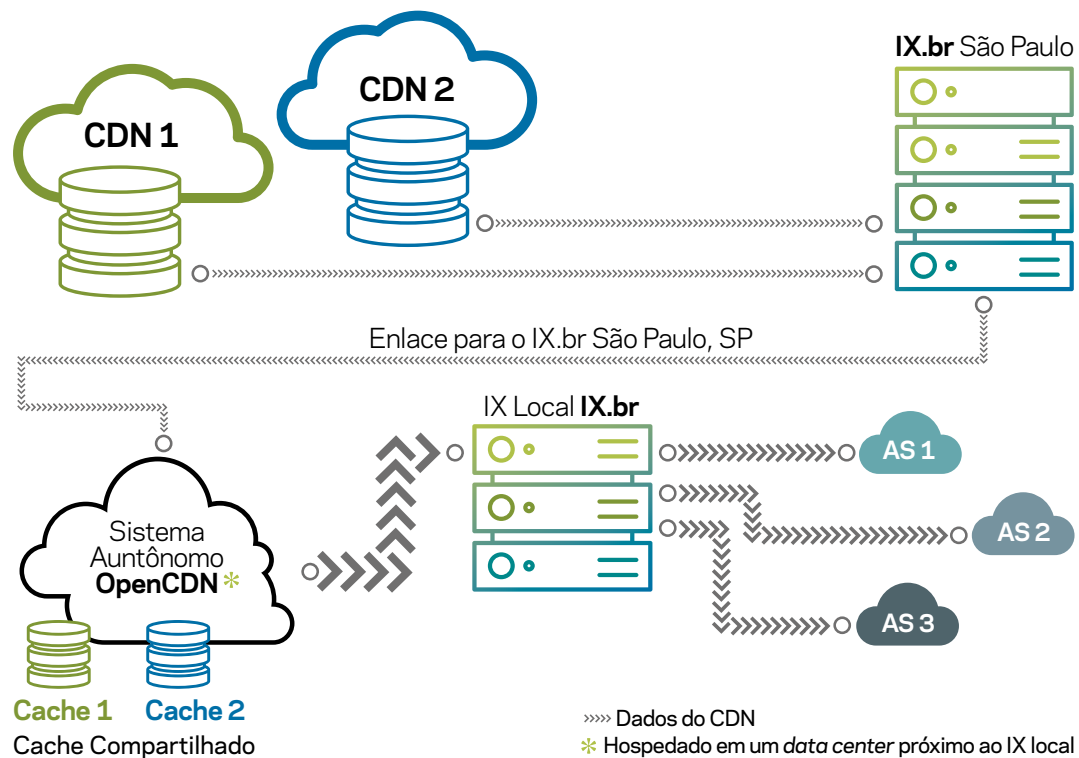 CDN 1
CDN 2
IX.br São Paulo
Enlace para o IX.br São Paulo, SP
IX Local IX.br
AS 1
AS 2
AS 3
Sistema
Auntônomo
OpenCDN *
Cache 1
Cache 2
Cache Compartilhado
Dados do CDN
* Hospedado em um data center próximo ao IX local